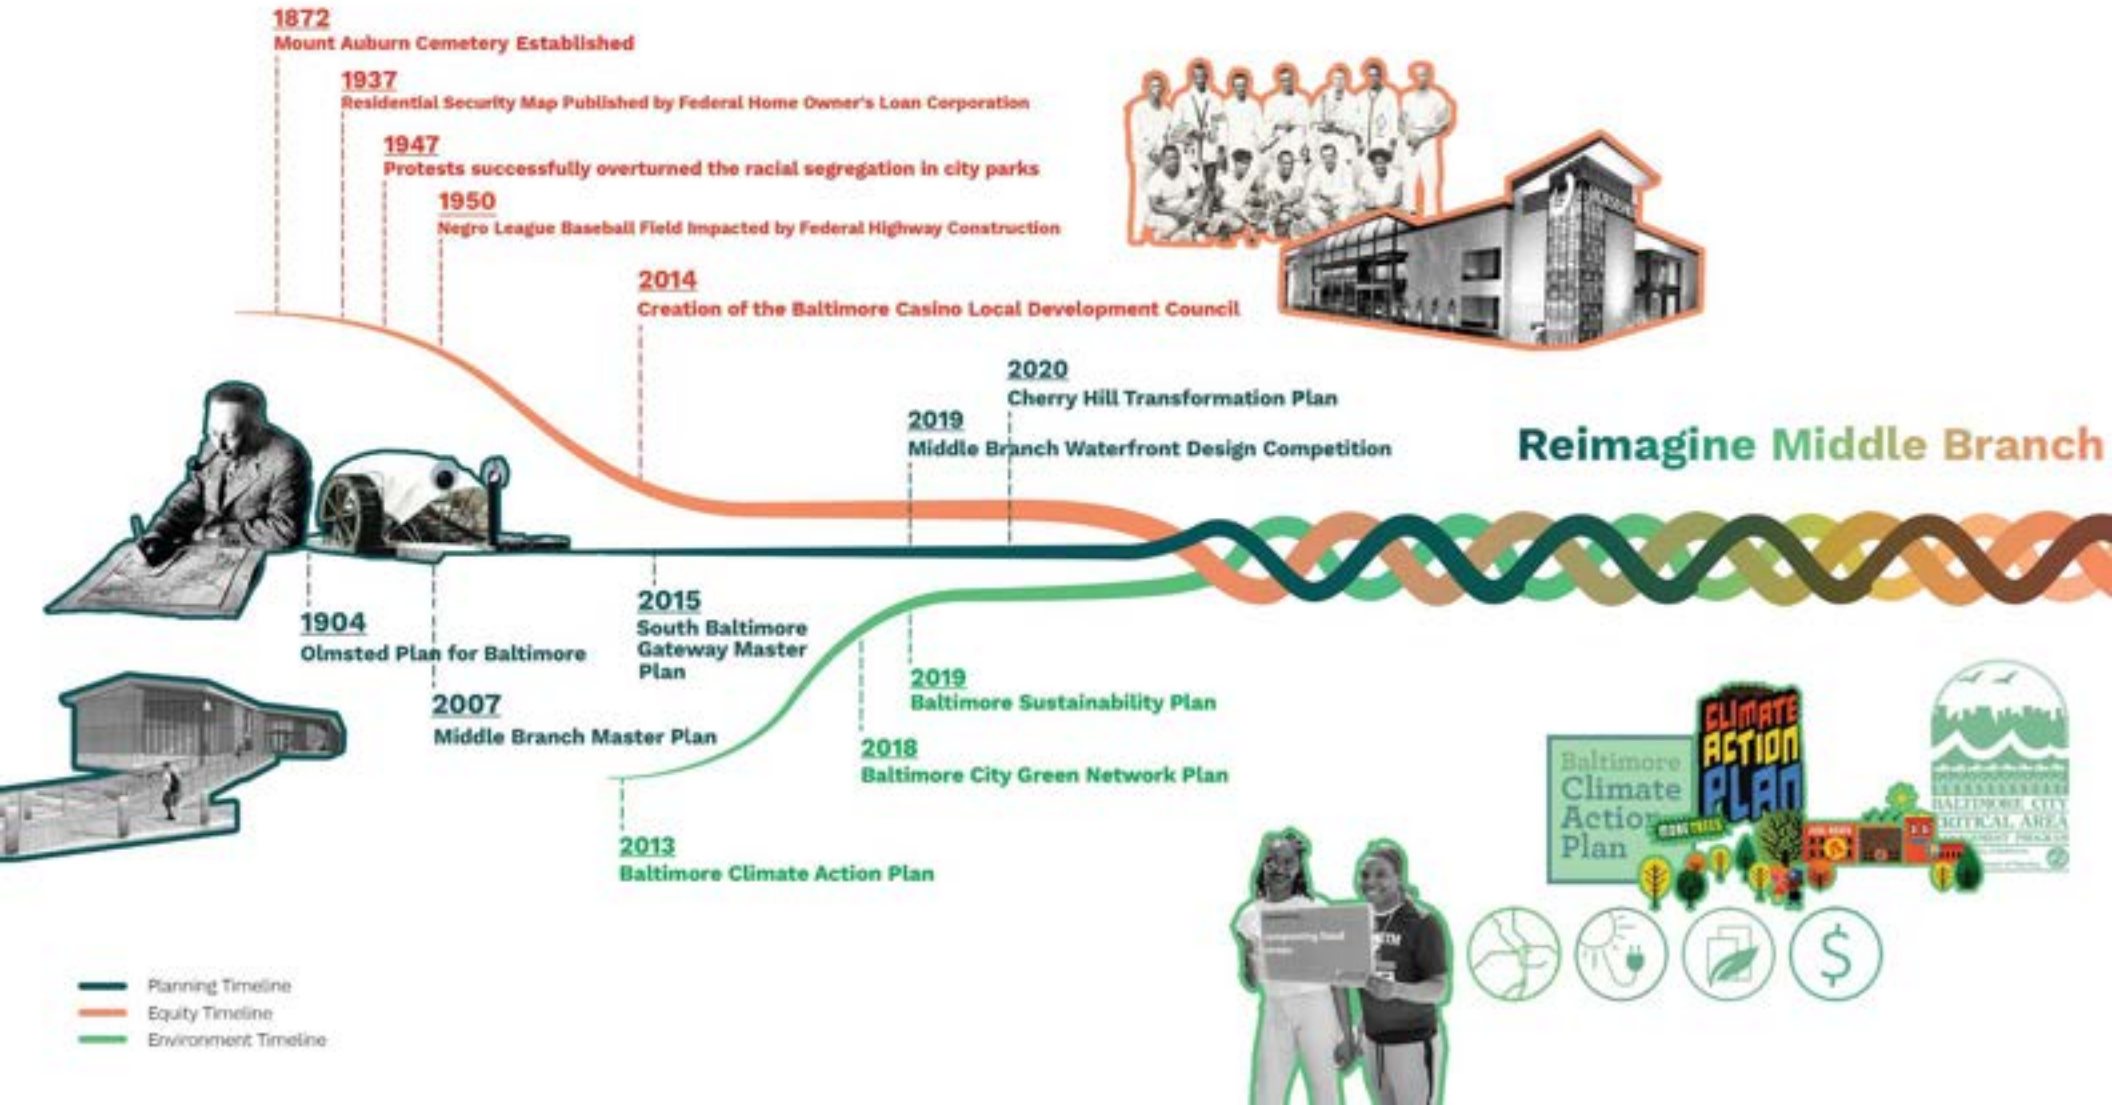 1872
Mount Auburn Cemetery Established
1937
Residential Security Map Published by Federal Home Owner's Loan Corporation
1947
Protests successfully overturned the racial segregation in city parks
1950
Negro League Baseball Field Impacted by Federal Highway Construction
2014
Creation of the Baltimore Casino Local Development Council
2020
Cherry Hill Transformation Plan
2019
Middle Branch Waterfront Design Competition
Reimagine Middle Branch
1904
Olmsted Plan for Baltimore
2007
Middle Branch Master Plan
2015
South Baltimore
Gateway Master
Plan
2019
Baltimore Sustainability Plan
2018
Baltimore City Green Network Plan
2013
Baltimore Climate Action Plan
Baltimore
Climate
Action
Plan
CLIMATE
ACTION
PLAN
MORE TREES
BALTIMORE CITY
CRITICAL AREA
Planning Timeline
Equity Timeline
Environment Timeline